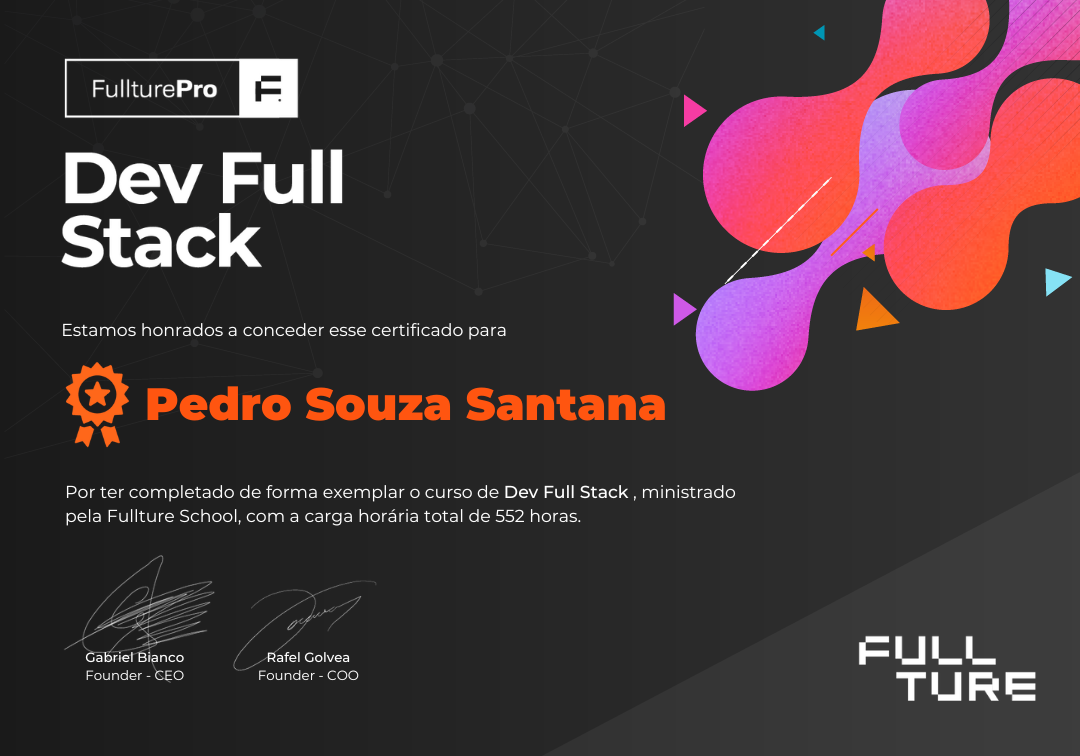 FullturePro F.
Dev Full
Stack
Estamos honrados a conceder esse certificado para
Pedro Souza Santana
Por ter completado de forma exemplar o curso de Dev Full Stack , ministrado
pela Fullture School, com a carga horária total de 552 horas.
Gabriel Bianco
Founder - CEO
Rafel Golvea
Founder - COO
FULL
TURE